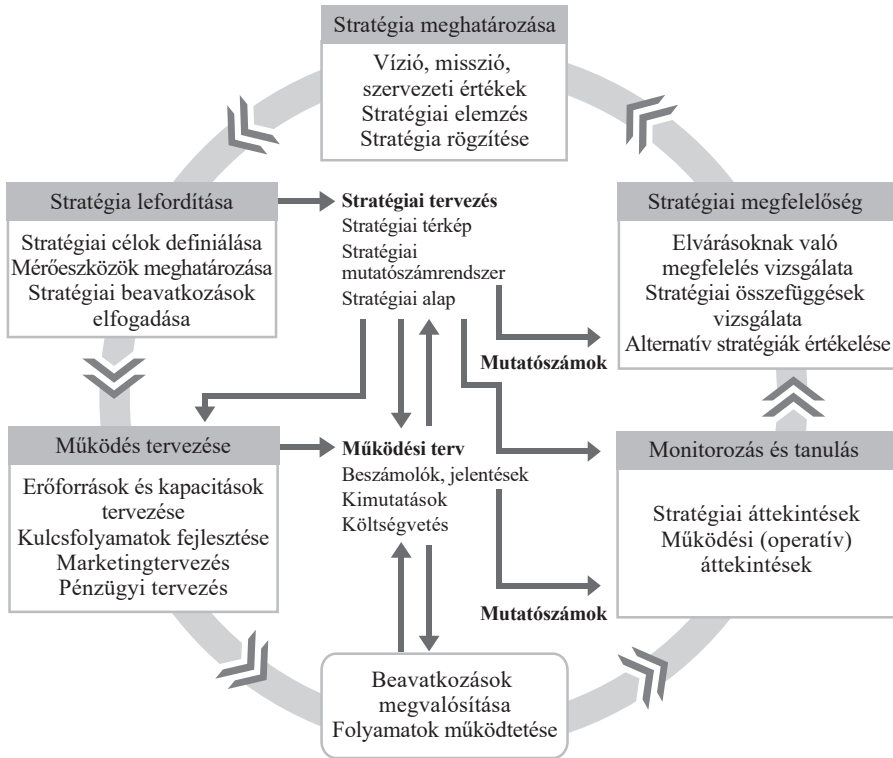 Stratégia meghatározása
Vízió, misszió,
szervezeti értékek
Stratégiai elemzés
Stratégia rögzítése
Stratégia lefordítása
Stratégiai célok definiálása
Mérőeszközök meghatározása
Stratégiai beavatkozások
elfogadása
Stratégiai tervezés
Stratégiai térkép
Stratégiai
mutatószámrendszer
Stratégiai alap
Stratégiai megfelelőség
Elvárásoknak való
megfelelés vizsgálata
Stratégiai összefüggések
vizsgálata
Alternatív stratégiák értékelése
Mutatószámok
Működés tervezése
Erőforrások és kapacitások
tervezése
Kulcsfolyamatok fejlesztése
Marketingtervezés
Pénzügyi tervezés
Működési terv
Beszámolók, jelentések
Kimutatások
Költségvetés
Monitorozás és tanulás
Stratégiai áttekintések
Működési (operatív)
áttekintések
Mutatószámok
Beavatkozások
megvalósítása
Folyamatok működtetése